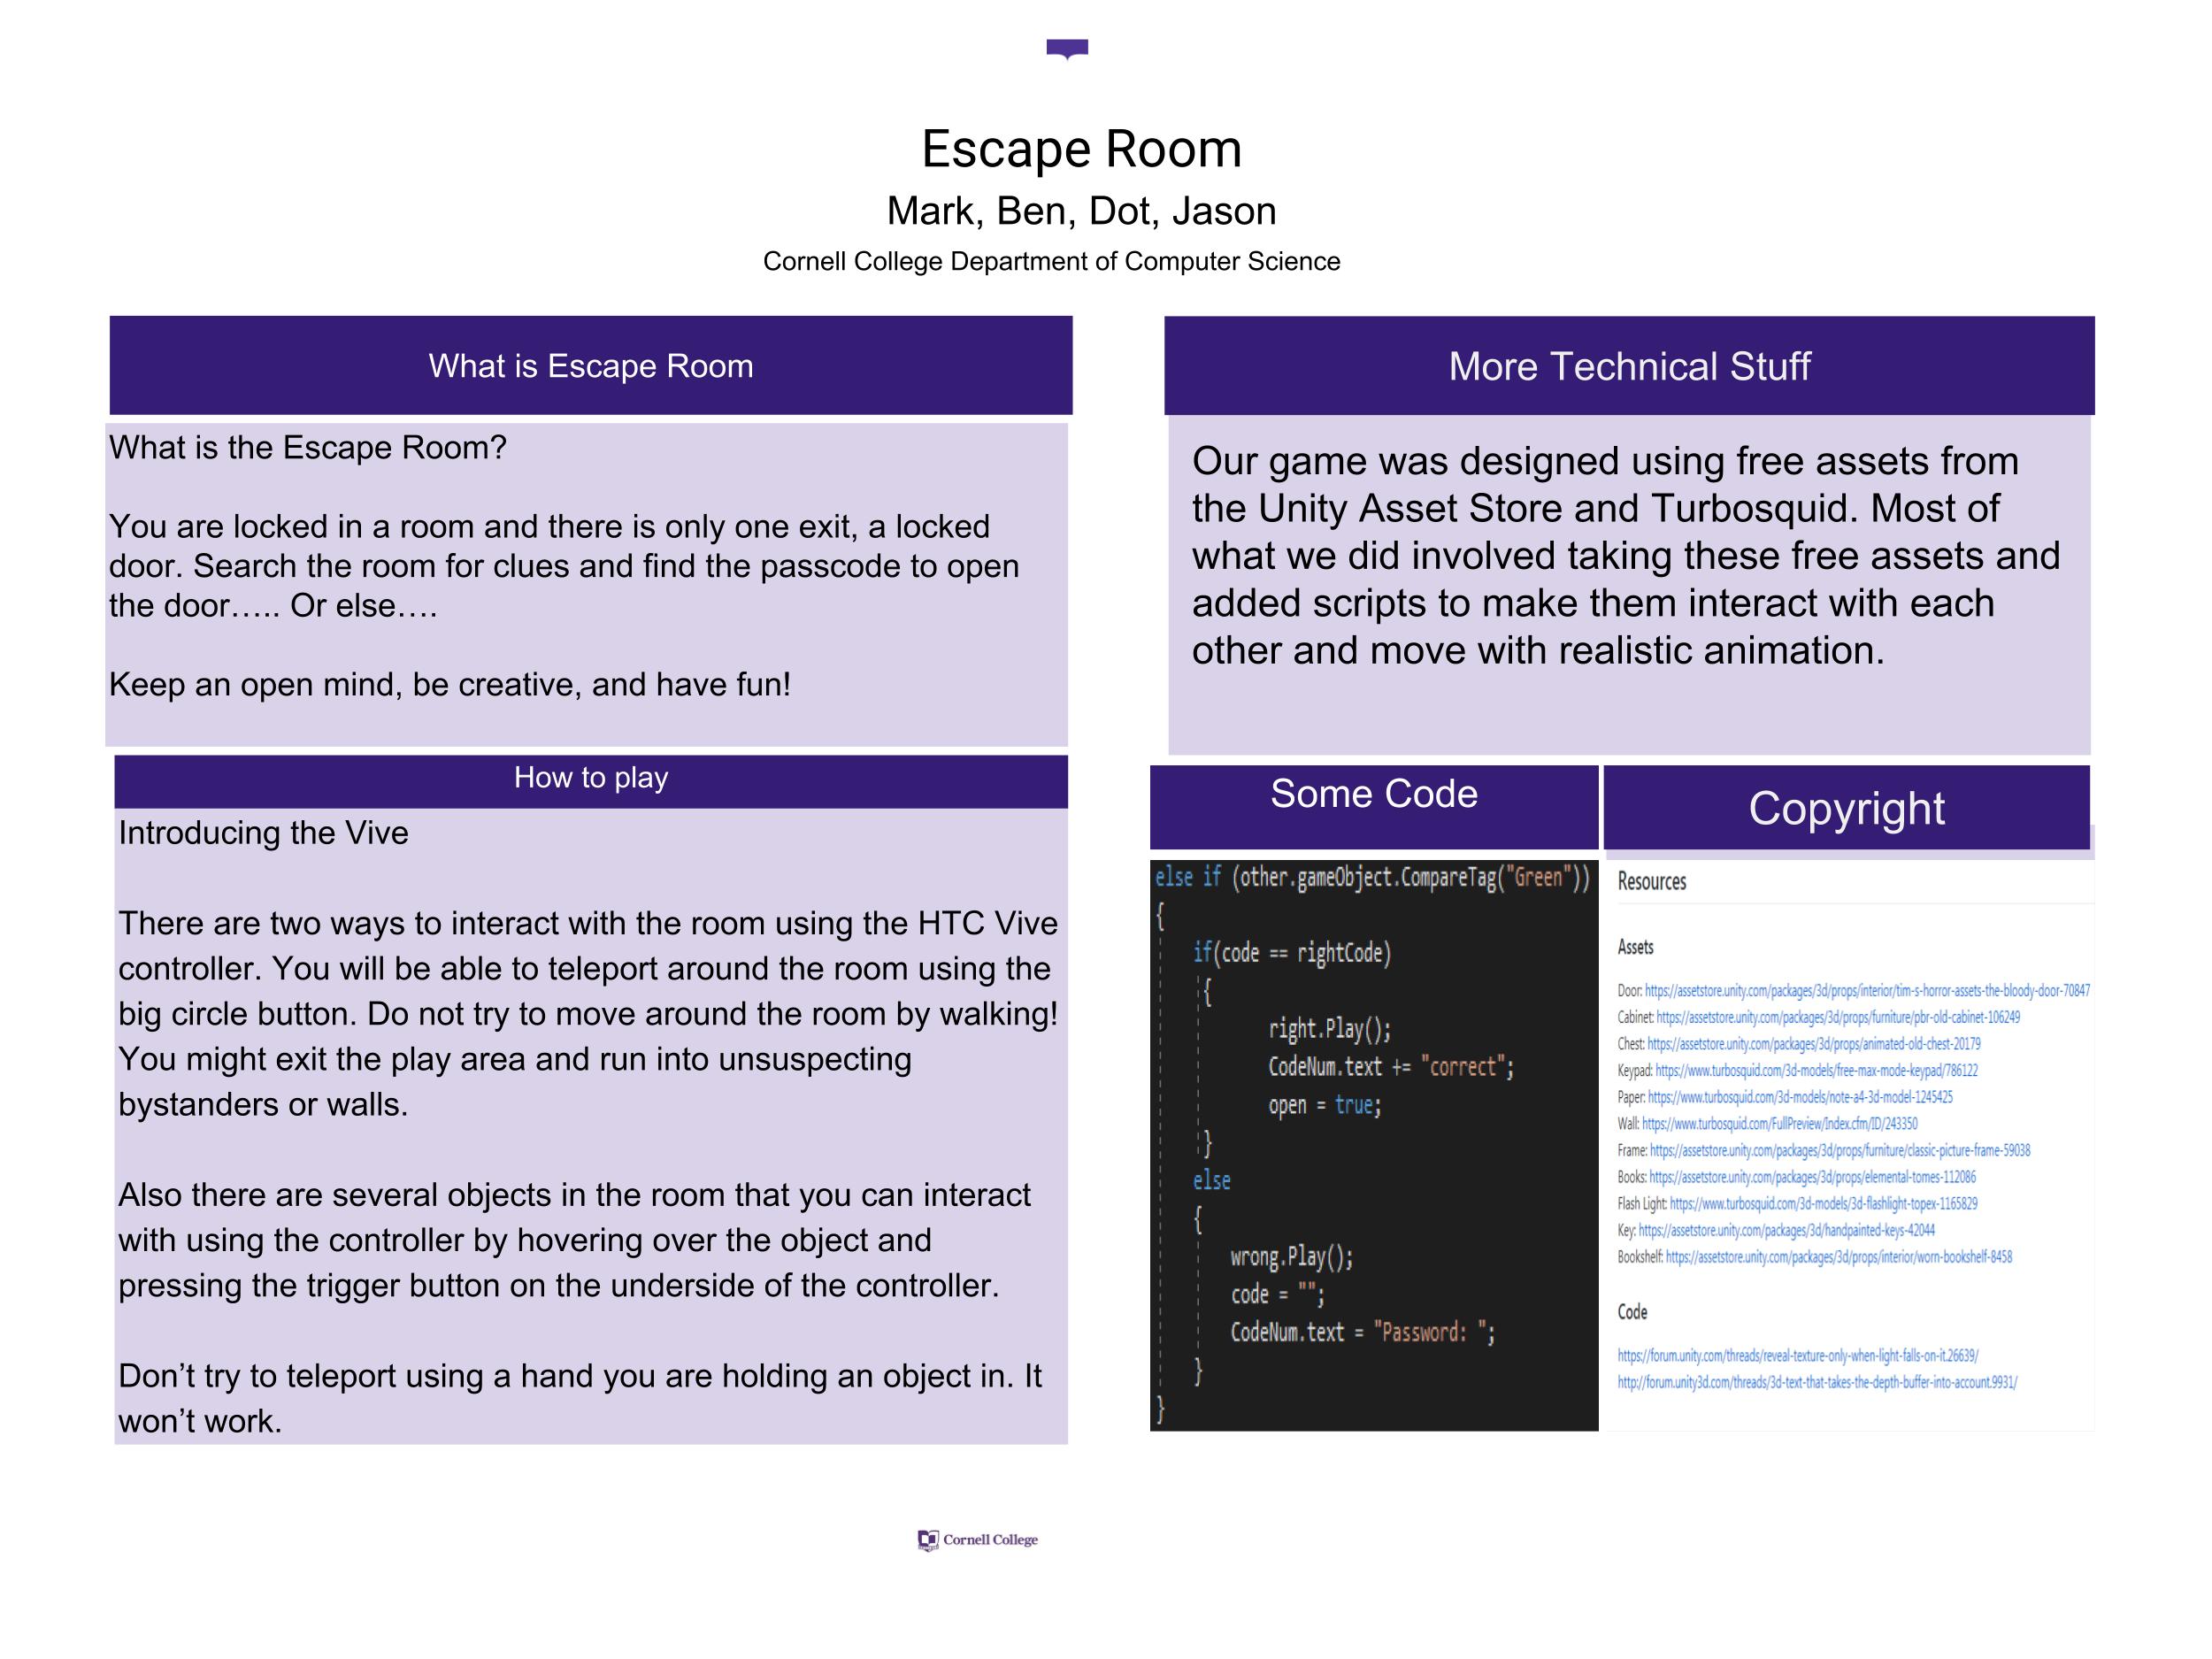 Escape Room
Mark, Ben, Dot, Jason
Cornell College Department of Computer Science
What is Escape Room
What is the Escape Room?
You are locked in a room and there is only one exit, a locked
door. Search the room for clues and find the passcode to open
the door….. Or else….
Keep an open mind, be creative, and have fun!
How to play
Introducing the Vive
There are two ways to interact with the room using the HTC Vive
controller. You will be able to teleport around the room using the
big circle button. Do not try to move around the room by walking!
You might exit the play area and run into unsuspecting
bystanders or walls.
Also there are several objects in the room that you can interact
with using the controller by hovering over the object and
pressing the trigger button on the underside of the controller.
Don’t try to teleport using a hand you are holding an object in. It
won’t work.
More Technical Stuff
Our game was designed using free assets from
the Unity Asset Store and Turbosquid. Most of
what we did involved taking these free assets and
added scripts to make them interact with each
other and move with realistic animation.
Some Code
else if (other.gameObject.CompareTag("Green"))
{
if(code == rightCode)
{
right.Play();
CodeNum.text += "correct";
open = true;
}
else
{
wrong.Play();
code = "";
CodeNum.text = "Password: ";
}
}
Copyright
Resources
Assets
Door: https://assetstore.unity.com/packages/3d/props/interior/tim-s-horror-assets-the-bloody-door-70847
Cabinet: https://assetstore.unity.com/packages/3d/props/furniture/pbr-old-cabinet-106249
Chest: https://assetstore.unity.com/packages/3d/props/animated-old-chest-20179
Keypad: https://www.turbosquid.com/3d-models/free-max-mode-keypad/786122
Paper: https://www.turbosquid.com/3d-models/note-a4-3d-model-1245425
Wall: https://www.turbosquid.com/FullPreview/Index.cfm/ID/243350
Frame: https://assetstore.unity.com/packages/3d/props/furniture/classic-picture-frame-59038
Books: https://assetstore.unity.com/packages/3d/props/elemental-tomes-112086
Flash Light: https://www.turbosquid.com/3d-models/3d-flashlight-topex-1165829
Key: https://assetstore.unity.com/packages/3d/handpainted-keys-42044
Bookshelf: https://assetstore.unity.com/packages/3d/props/interior/worn-bookshelf-8458
Code
https://forum.unity.com/threads/reveal-texture-only-when-light-falls-on-it.26639/
http://forum.unity3d.com/threads/3d-text-that-takes-the-depth-buffer-into-account.9931/
Cornell College